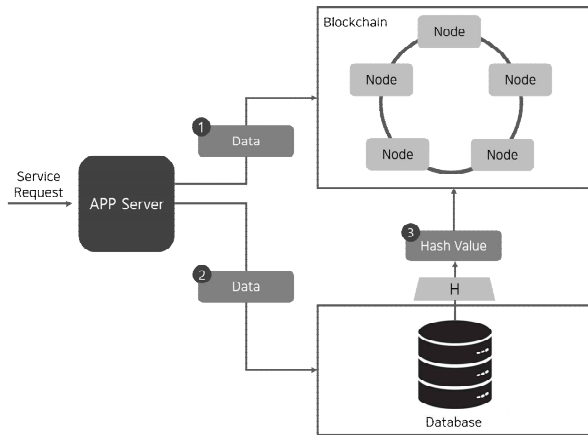 Blockchain
Node
Node
Node
Node
Node
1
Data
Service
Request
APP Server
3
Hash Value
2
Data
H
Database